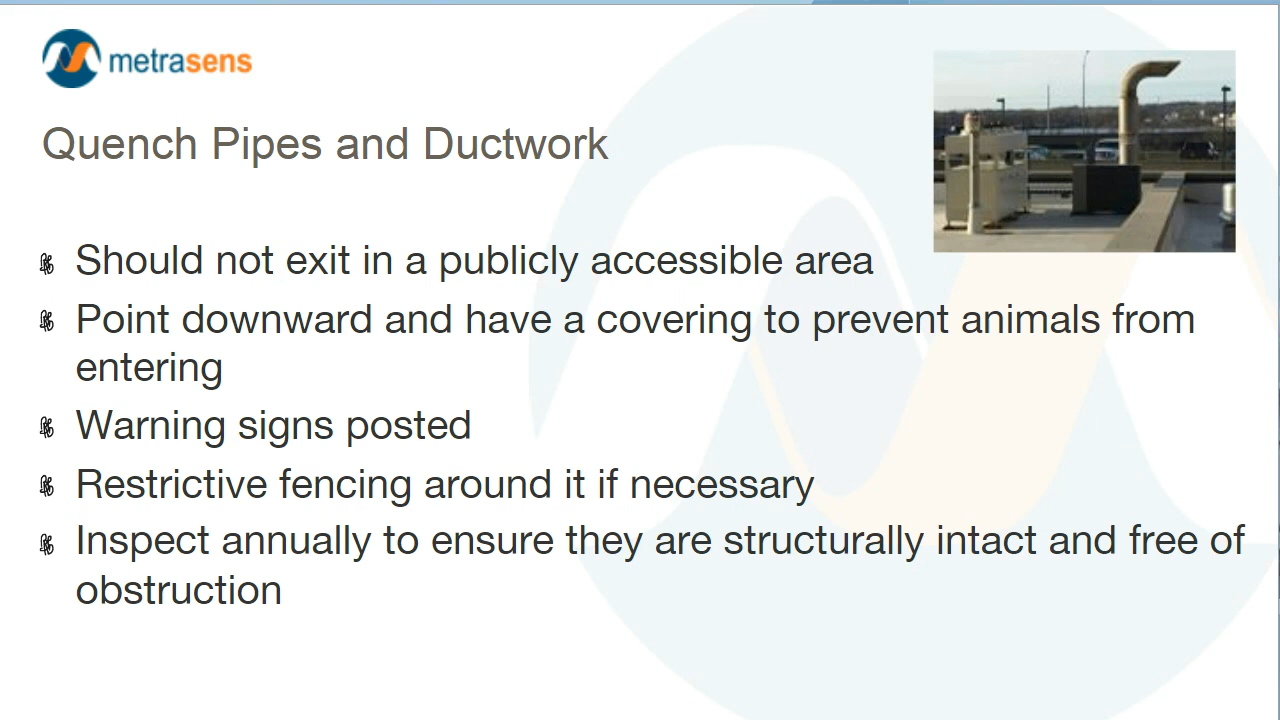 metrasens
Quench Pipes and Ductwork
Should not exit in a publicly accessible area
Point downward and have a covering to prevent animals from
entering
Warning signs posted
Restrictive fencing around it if necessary
Inspect annually to ensure they are structurally intact and free of
obstruction